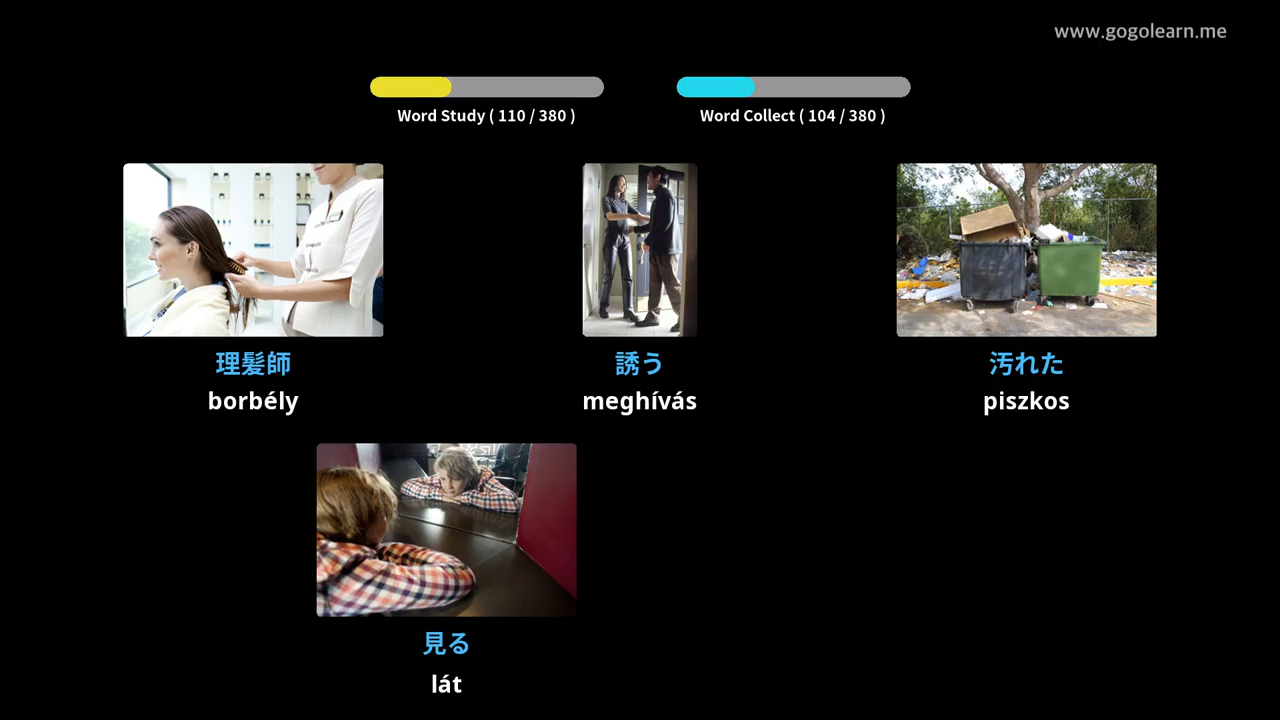 www.gogolearn.me
Word Study ( 110 / 380 )
Word Collect ( 104 / 380 )
理髪師
誘う
汚れた
borbély
meghívás
piszkos
見る
lát